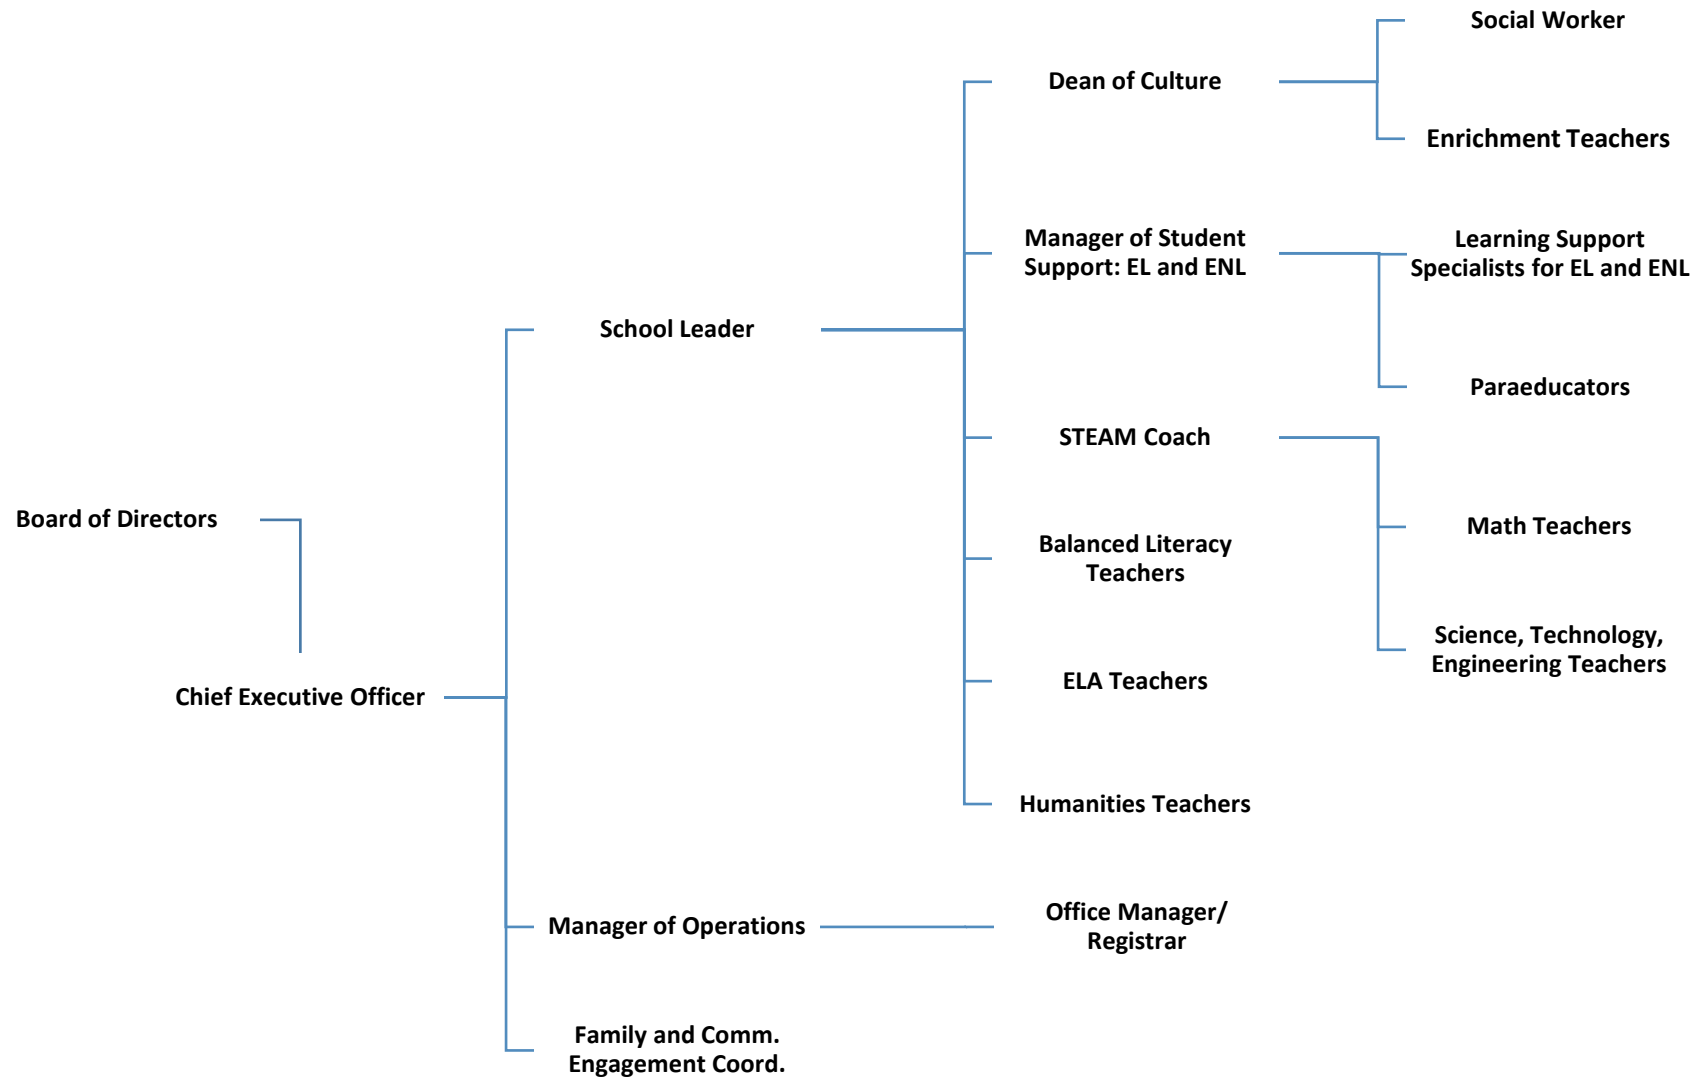 Social Worker
Dean of Culture
Enrichment Teachers
Manager of Student
Support: EL and ENL
Learning Support
Specialists for EL and ENL
School Leader
Paraeducators
STEAM Coach
Board of Directors
Math Teachers
Balanced Literacy
Teachers
Science, Technology,
Engineering Teachers
Chief Executive Officer
ELA Teachers
Humanities Teachers
Manager of Operations
Office Manager/
Registrar
Family and Comm.
Engagement Coord.